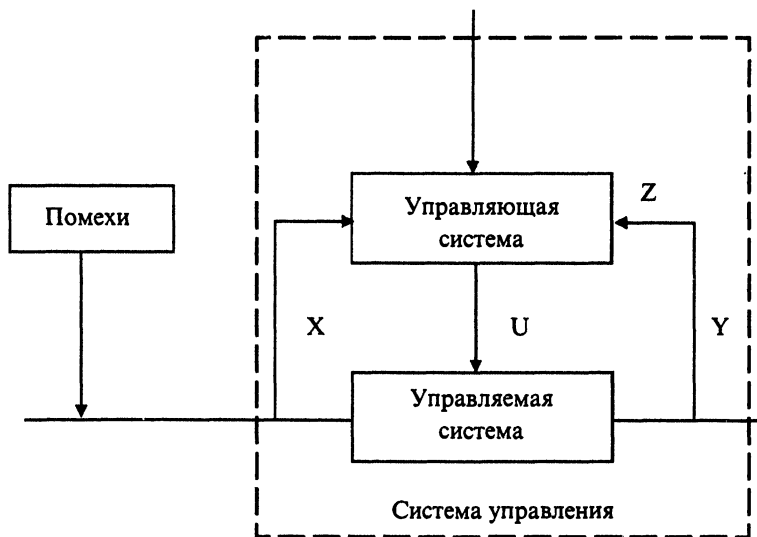 Помехи
Управляющая
система
Z
X
U
Y
Управляемая
система
Система управления